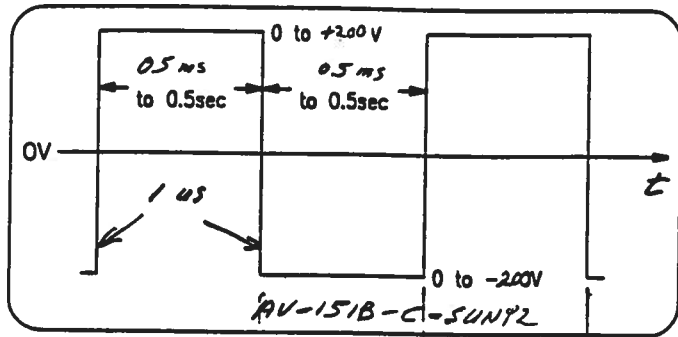 0 to +200V
0.5 ms
0.5 ms
to 0.5sec
to 0.5sec
0V
t
1 us
0 to -200V
AV-151B-C-SUNY2